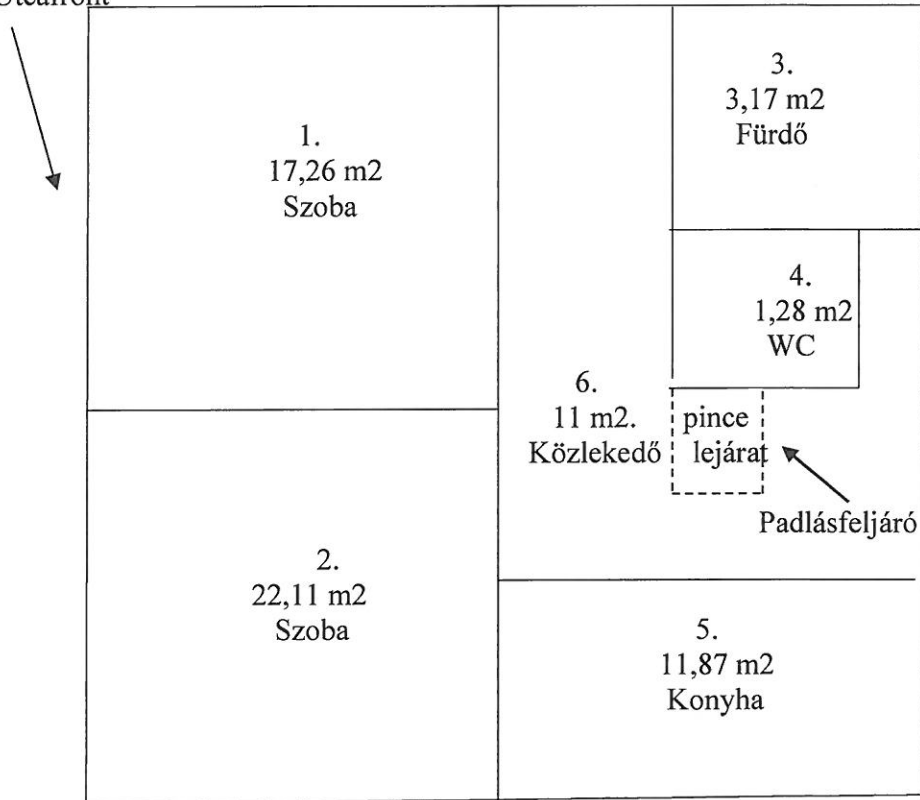 Utcafront
1.
17,26 m2
Szoba
3.
3,17 m2
Fürdő
4.
1,28 m2
WC
6.
11 m2.
Közlekedő
pince
lejárat
Padlásfeljáró
2.
22,11 m2
Szoba
5.
11,87 m2
Konyha